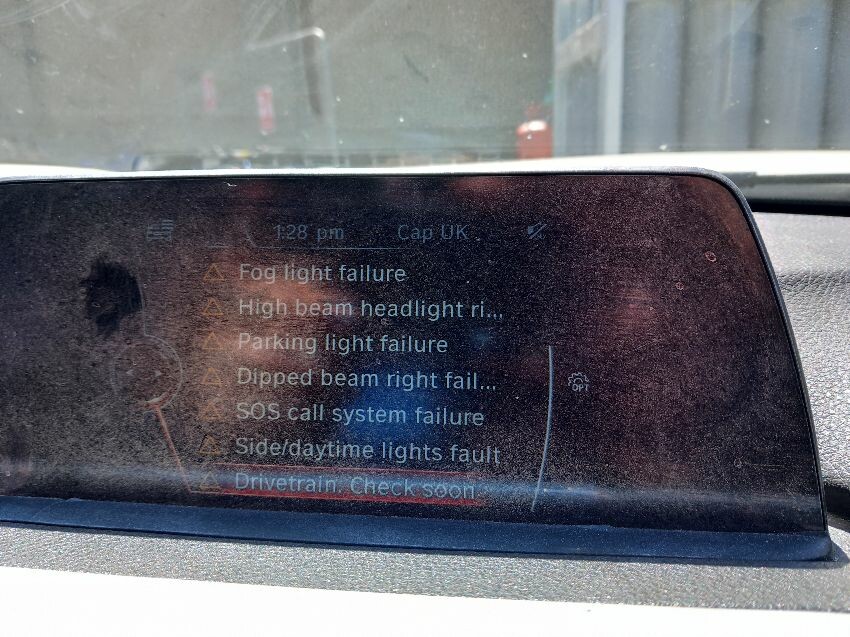 1:28 pm Cap UK
Fog light failure
High beam headlight ri...
Parking light failure
Dipped beam right fail...
SOS call system failure
Side/daytime lights fault
Drivetrain. Check soon
OPT